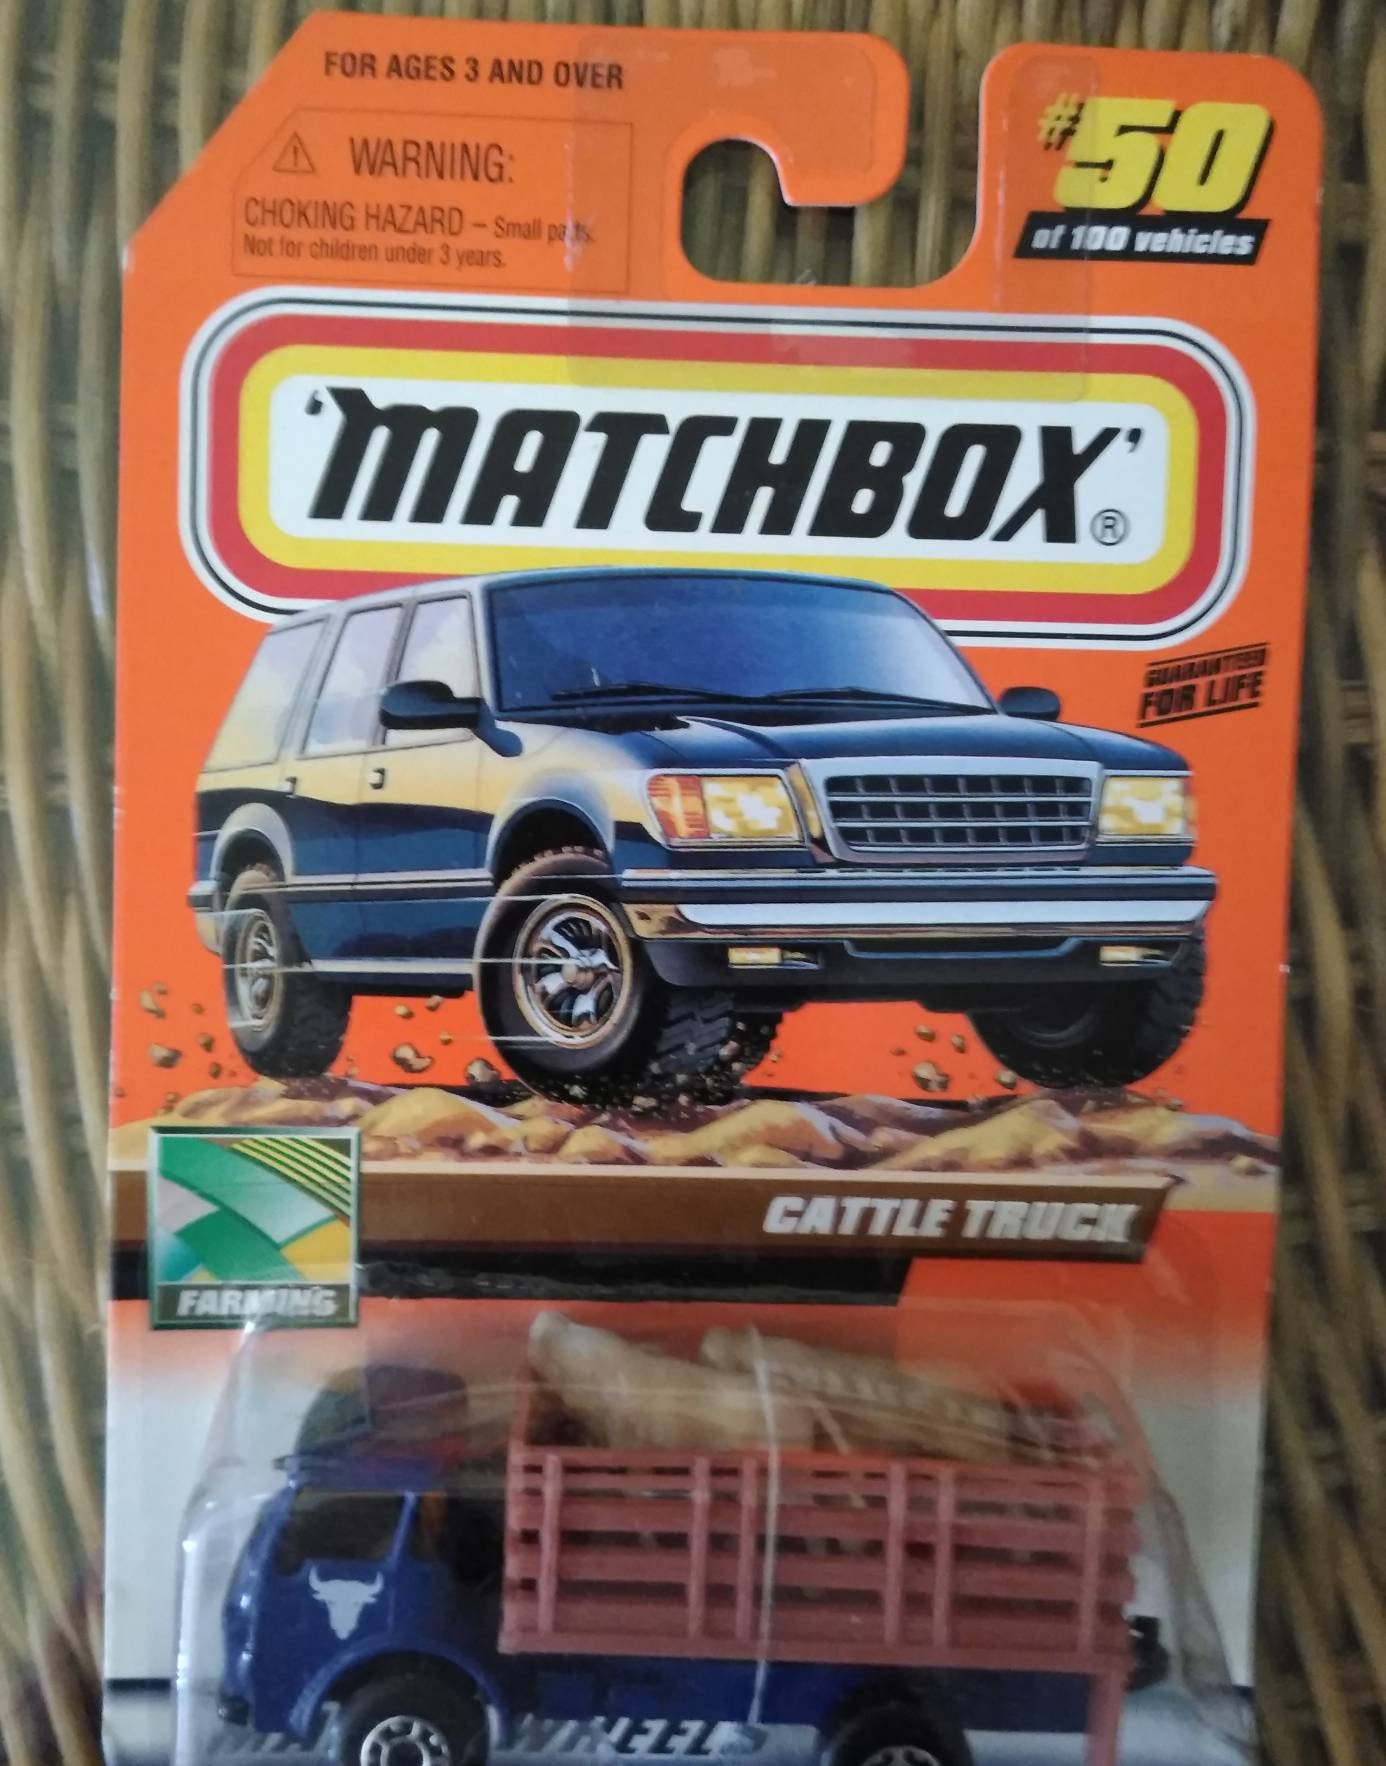 FOR AGES 3 AND OVER
WARNING:
CHOKING HAZARD – Small parts.
Not for children under 3 years.
#50
of 100 vehicles
'MATCHBOX'®
GUARANTEED
FOR LIFE
CATTLE TRUCK
FARMING
WHEELS